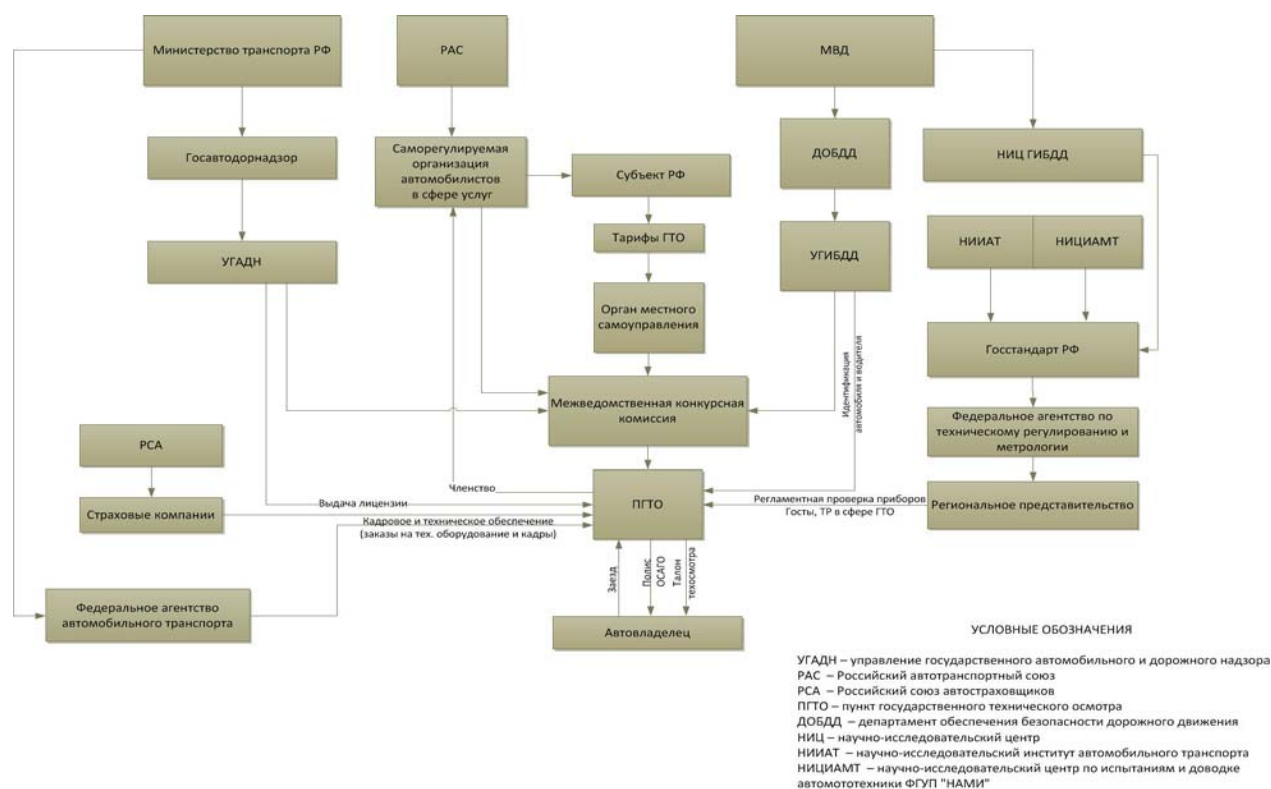 Министерство транспорта РФ
РАС
МВД
Госавтодорнадзор
Саморегулируемая
организация
автомобилистов
в сфере услуг
Субъект РФ
ДОБДД
НИЦ ГИБДД
УГАДН
Тарифы ГТО
УГИБДД
НИИАТ
НИЦИАМТ
Орган местного
самоуправления
Госстандарт РФ
Идентификация
автомобиля и водителя
Межведомственная конкурсная
комиссия
Федеральное агентство по
техническому регулированию и
метрологии
РСА
Членство
Выдача лицензии
ПГТО
Регламентная проверка приборов
Госты, ТР в сфере ГТО
Региональное представительство
Страховые компании
Кадровое и техническое обеспечение
(заказы на тех. оборудование и кадры)
Заезд
Полис
ОСАГО
Талон
техосмотра
Федеральное агентство
автомобильного транспорта
Автовладелец
УСЛОВНЫЕ ОБОЗНАЧЕНИЯ
УГАДН – управление государственного автомобильного и дорожного надзора
РАС – Российский автотранспортный союз
РСА – Российский союз автостраховщиков
ПГТО – пункт государственного технического осмотра
ДОБДД – департамент обеспечения безопасности дорожного движения
НИЦ – научно-исследовательский центр
НИИАТ – научно-исследовательский институт автомобильного транспорта
НИЦИАМТ – научно-исследовательский центр по испытаниям и доводке
автомототехники ФГУП "НАМИ"